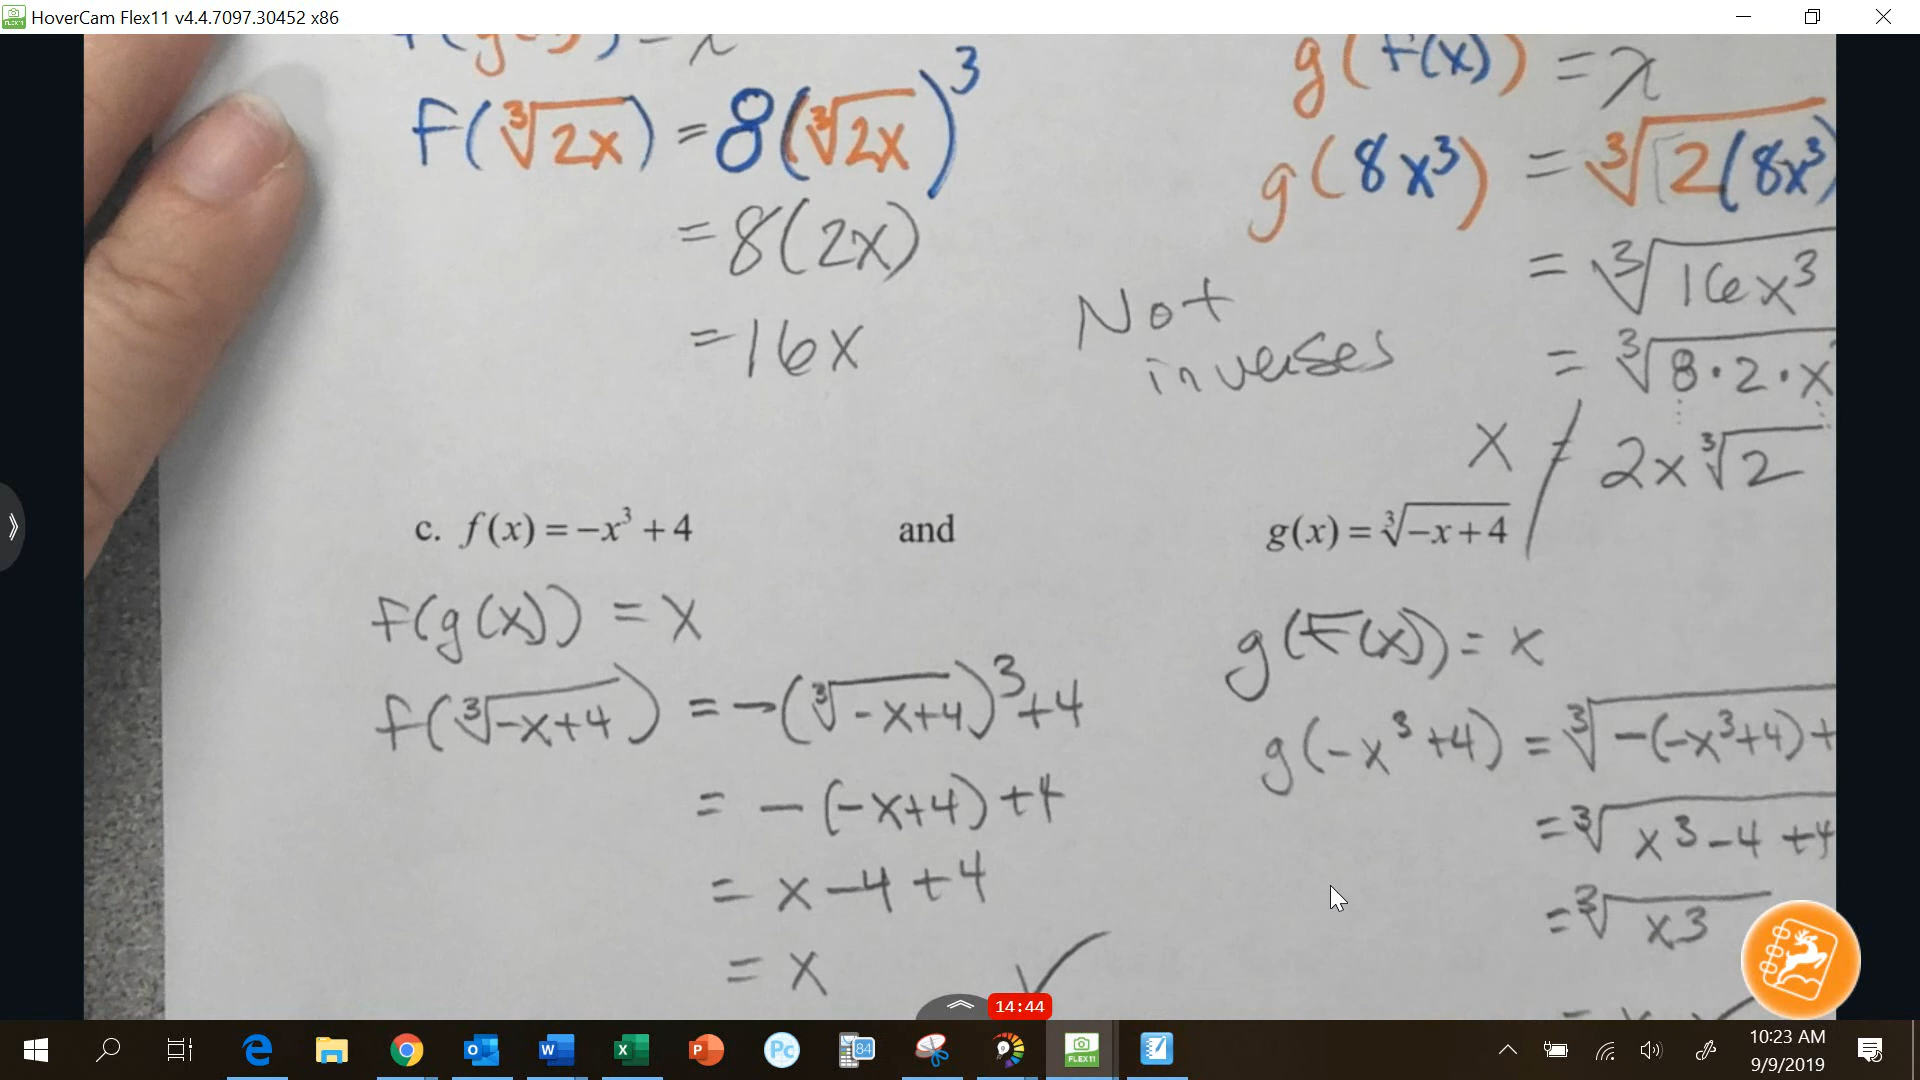 HoverCam Flex11 v4.4.7097.30452 x86
g(f(x)) = x
f(∛2x) = 8(∛2x)³
= 8(2x)
= 16x
g(8x³) = ∛2(8x³)
= ∛16x³
= ∛8·2·x
x ≠ 2x∛2
Not
inverses
c. f(x) = −x³ + 4 and g(x) = ∛−x + 4
f(g(x)) = x
f(∛-x+4) = -(∛-x+4)³+4
= -(-x+4)+4
= x-4+4
= x ✓
g(f(x)) = x
g(-x³+4) = ∛-(-x³+4)+
= ∛x³-4+4
= ∛x3
14:44
10:23 AM
9/9/2019
84
FLEX11